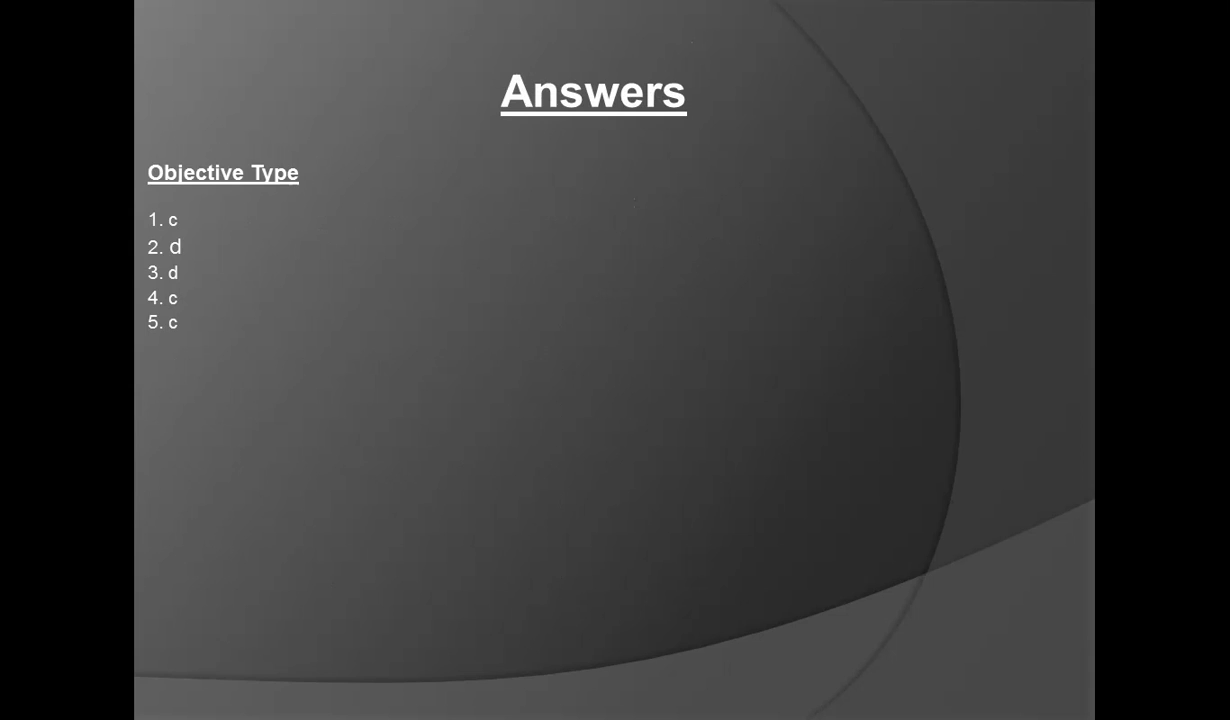 Answers
Objective Type
1. c
2. d
3. d
4. c
5. c